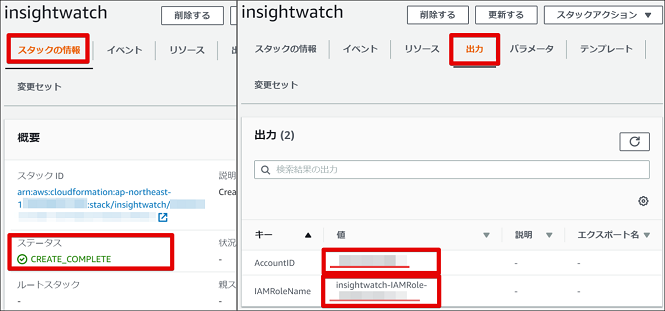 insightwatch
削除する
スタックの情報
イベント
リソース
変更セット
概要
スタック ID
説明
arn:aws:cloudformation:ap-northeast-
Crea
1
:stack/insightwatch/
ステータス
状況
CREATE_COMPLETE
-
ルートスタック
親ス
-
-
insightwatch
削除する
更新する
スタックアクション
スタックの情報
イベント
リソース
出力
パラメータ
テンプレート
変更セット
出力 (2)
検索結果の出力
キー
値
説明
エクスポート名
AccountID
-
-
IAMRoleName
insightwatch-IAMRole-
-
-